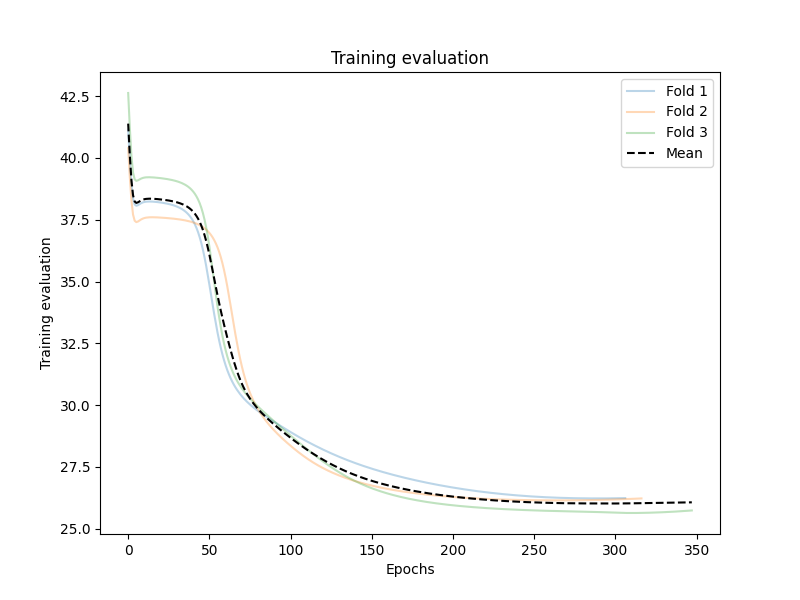 Training evaluation
Fold 1
Fold 2
Fold 3
Mean
Training evaluation
42.5
40.0
37.5
35.0
32.5
30.0
27.5
25.0
0 50 100 150 200 250 300 350
Epochs